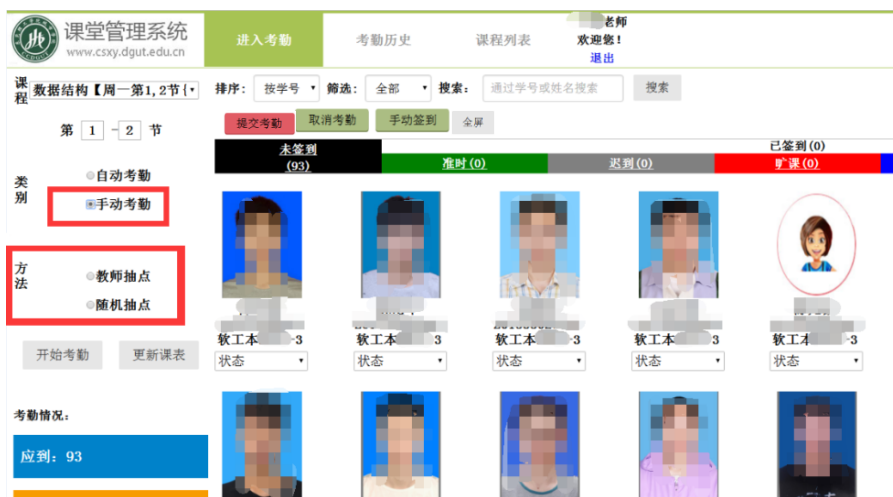 课堂管理系统
www.csxy.dgut.edu.cn
进入考勤
考勤历史
课程列表
老师
欢迎您！
退出
课程
数据结构【周一第1,2节{
排序：
按学号
筛选：
全部
搜索：
通过学号或姓名搜索
搜索
第 1 - 2 节
提交考勤
取消考勤
手动签到
全屏
未签到
(93)
已签到(0)
准时(0)
迟到(0)
旷课(0)
类别
自动考勤
手动考勤
方法
教师抽点
随机抽点
开始考勤
更新课表
考勤情况：
应到：93
软工本 -3
状态
软工本 3
状态
软工本 -3
状态
软工本 3
状态
软工本 -3
状态